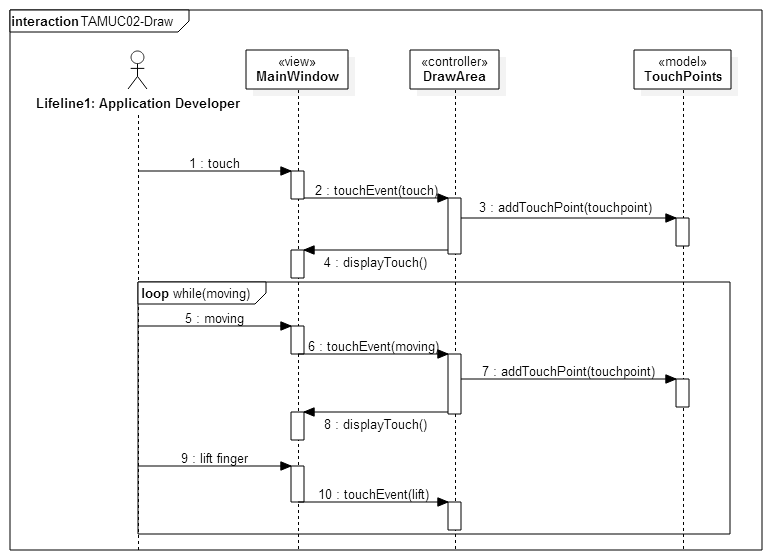 interaction TAMUC02-Draw
«view»
MainWindow
«controller»
DrawArea
«model»
TouchPoints
Lifeline1: Application Developer
1 : touch
2 : touchEvent(touch)
3 : addTouchPoint(touchpoint)
4 : displayTouch()
loop while(moving)
5 : moving
6 : touchEvent(moving)
7 : addTouchPoint(touchpoint)
8 : displayTouch()
9 : lift finger
10 : touchEvent(lift)